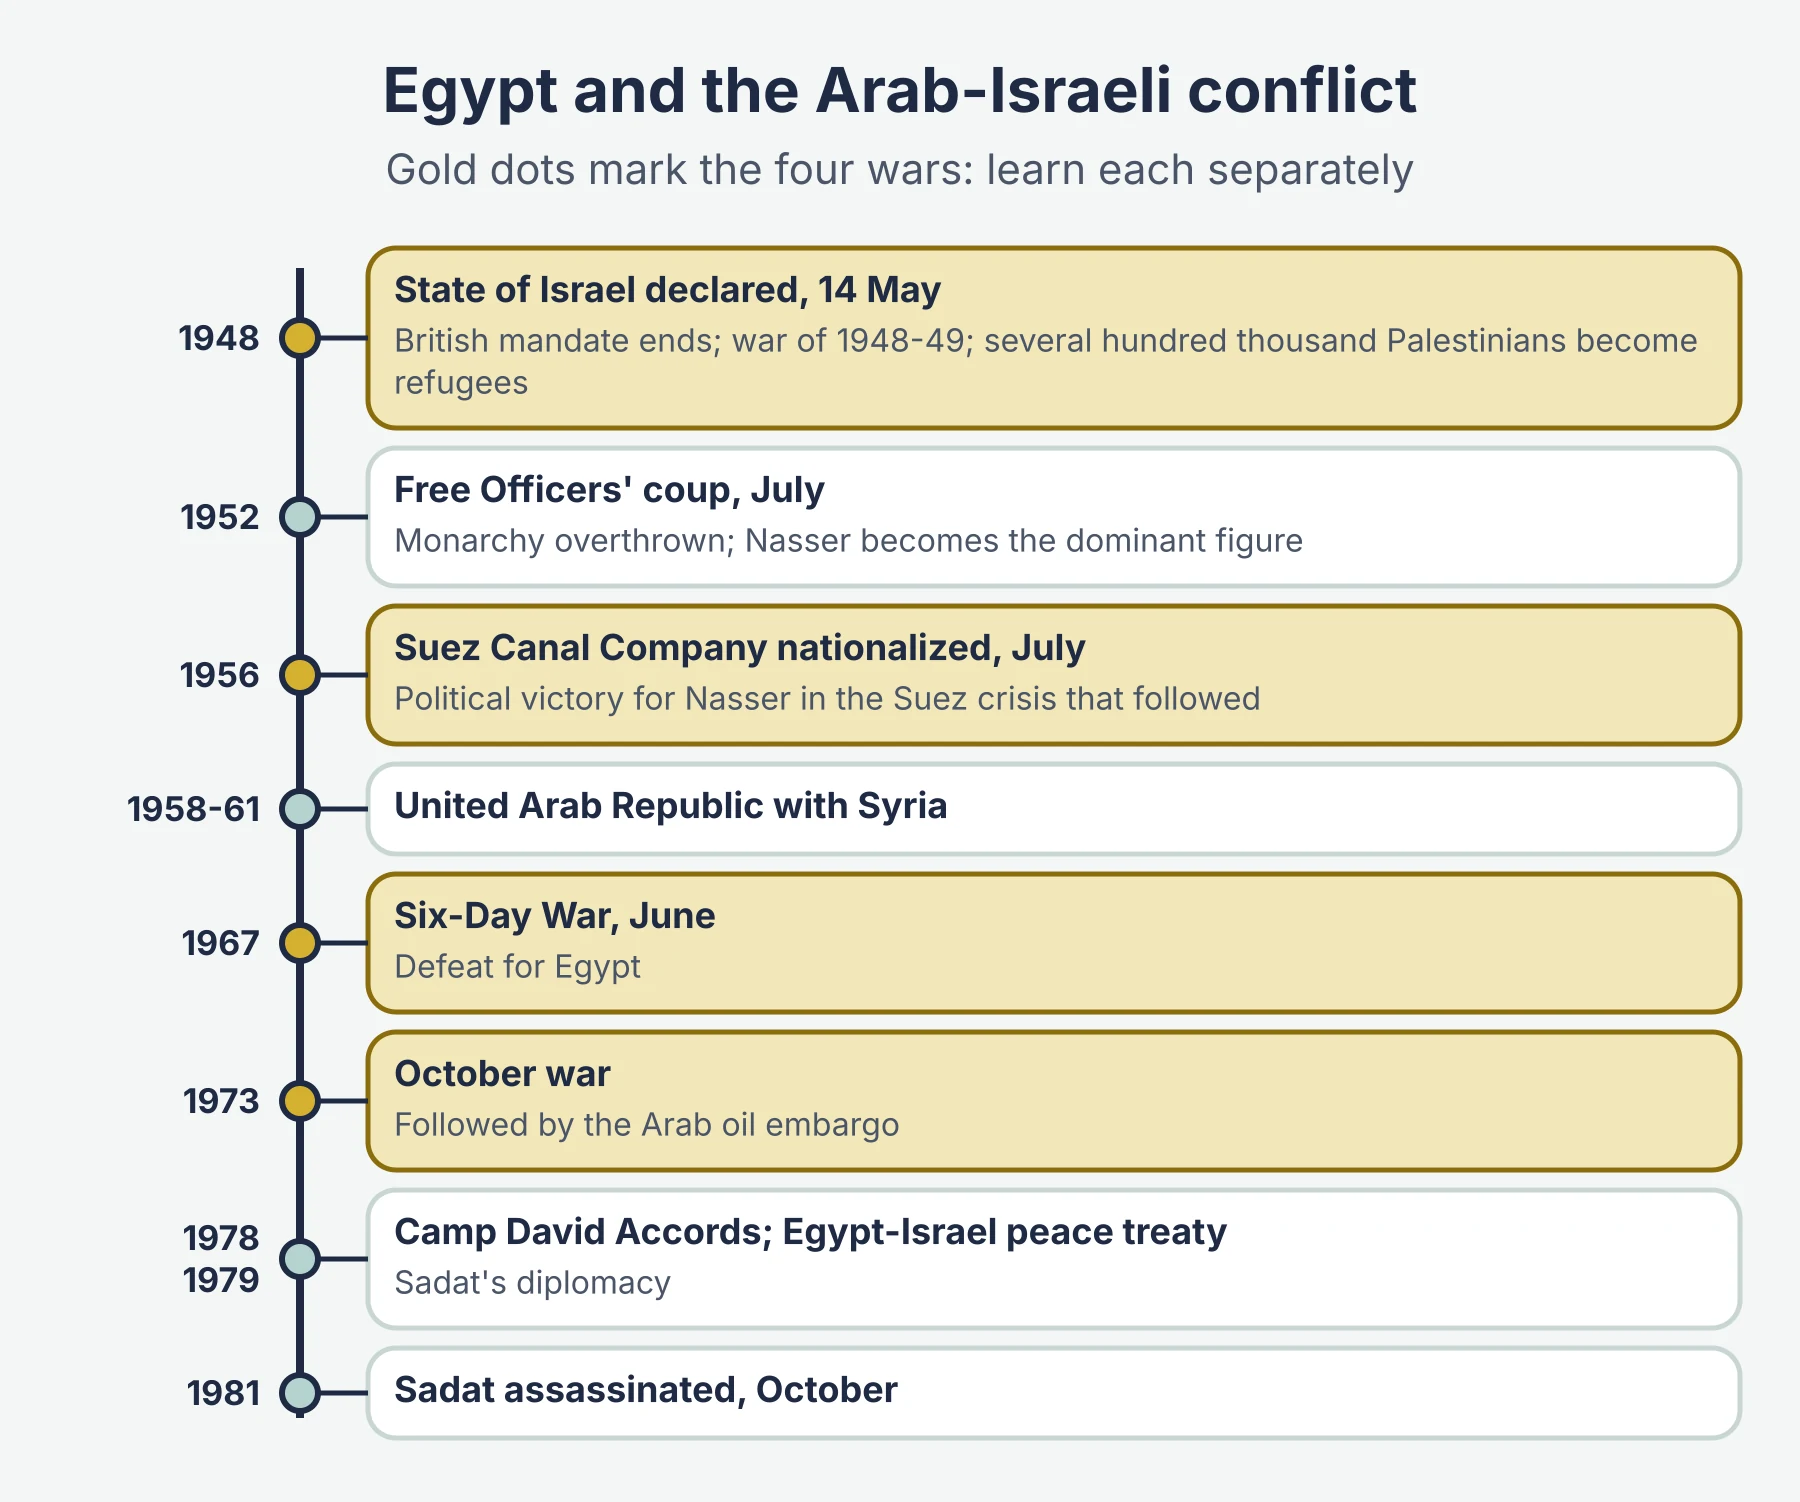 Egypt and the Arab-Israeli conflict
Gold dots mark the four wars: learn each separately
1948
State of Israel declared, 14 May
British mandate ends; war of 1948-49; several hundred thousand Palestinians become
refugees
1952
Free Officers' coup, July
Monarchy overthrown; Nasser becomes the dominant figure
1956
Suez Canal Company nationalized, July
Political victory for Nasser in the Suez crisis that followed
1958-61
United Arab Republic with Syria
1967
Six-Day War, June
Defeat for Egypt
1973
October war
Followed by the Arab oil embargo
1978
1979
Camp David Accords; Egypt-Israel peace treaty
Sadat's diplomacy
1981
Sadat assassinated, October